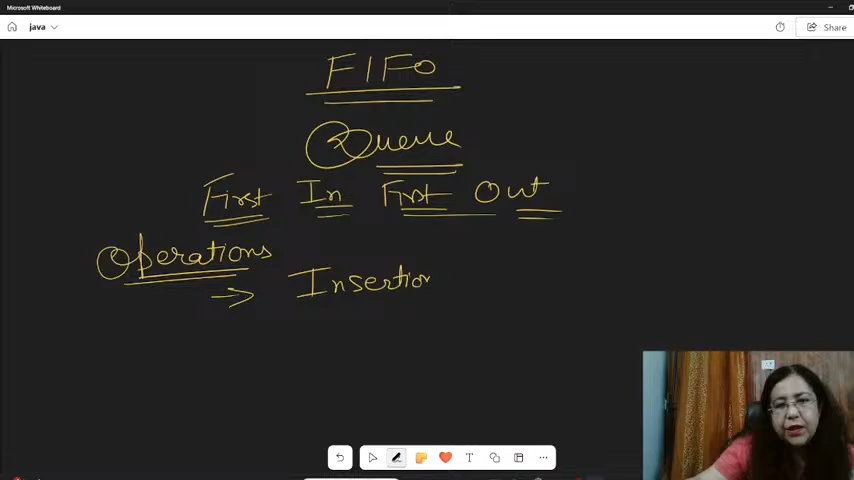 Microsoft Whiteboard
java
Share
FIFO
Queue
First In First Out
Operations
→ Insertion
T